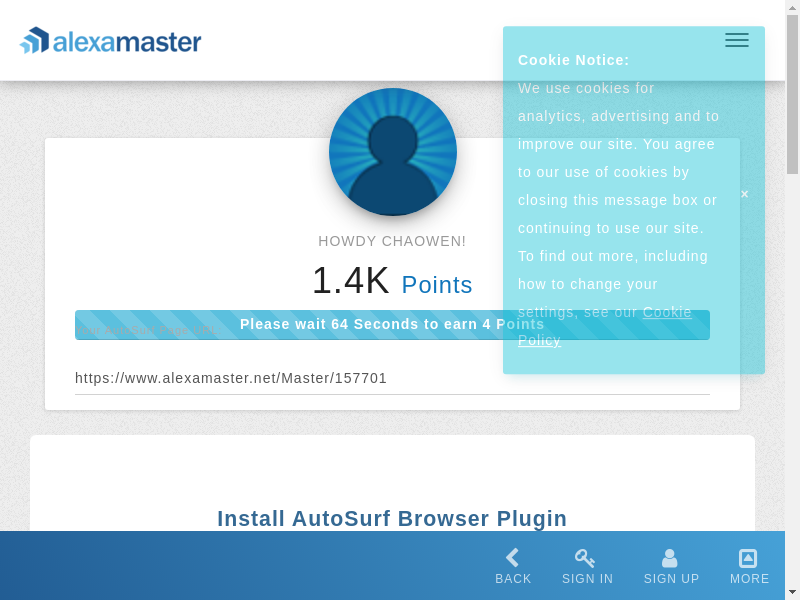 alexamaster
Cookie Notice:
We use cookies for
analytics, advertising and to
improve our site. You agree
to our use of cookies by
closing this message box or
continuing to use our site.
To find out more, including
how to change your
settings, see our Cookie
Policy
×
HOWDY CHAOWEN!
1.4K Points
Please wait 64 Seconds to earn 4 Points
https://www.alexamaster.net/Master/157701
Install AutoSurf Browser Plugin
BACK
SIGN IN
SIGN UP
MORE